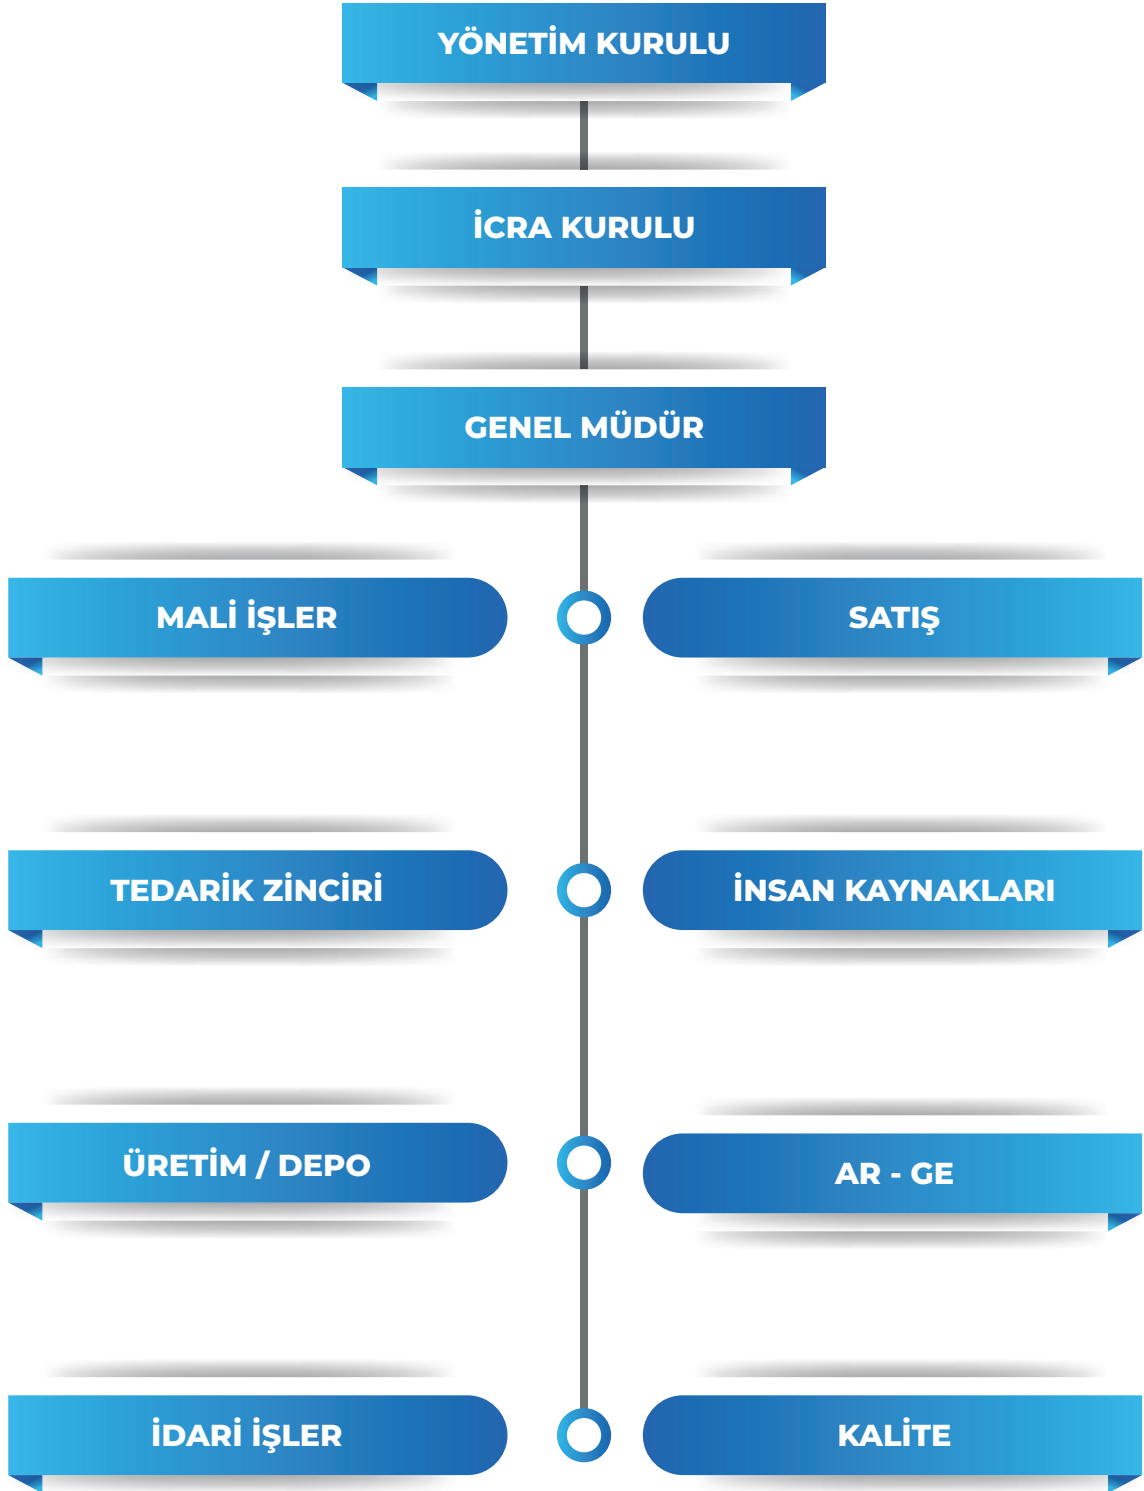 YÖNETİM KURULU
İCRA KURULU
GENEL MÜDÜR
MALİ İŞLER
SATIŞ
TEDARİK ZİNCİRİ
İNSAN KAYNAKLARI
ÜRETİM / DEPO
AR - GE
İDARİ İŞLER
KALİTE